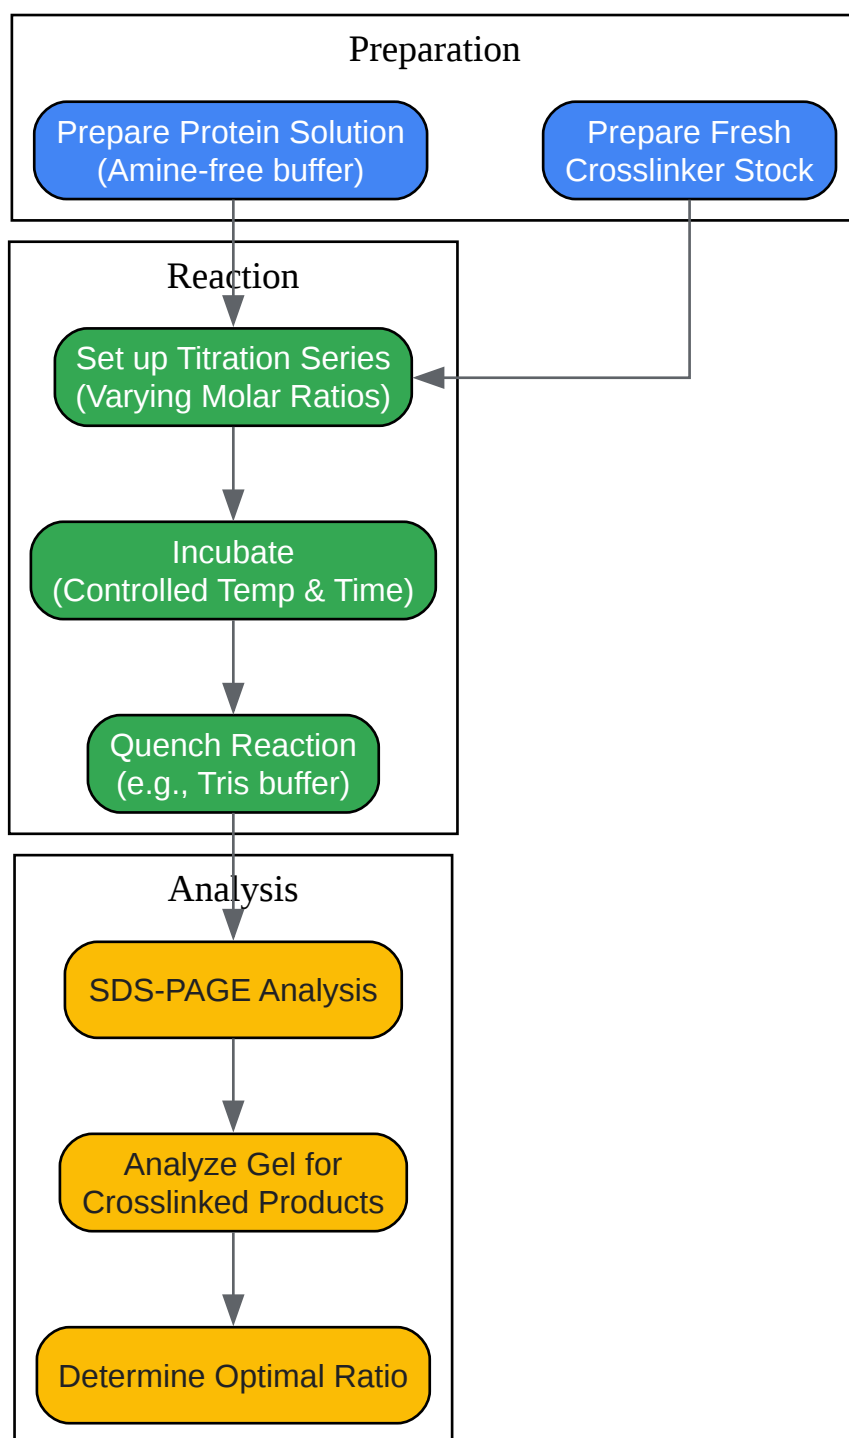 Preparation
Prepare Protein Solution
(Amine-free buffer)
Prepare Fresh
Crosslinker Stock
Reaction
Set up Titration Series
(Varying Molar Ratios)
Incubate
(Controlled Temp & Time)
Quench Reaction
(e.g., Tris buffer)
Analysis
SDS-PAGE Analysis
Analyze Gel for
Crosslinked Products
Determine Optimal Ratio